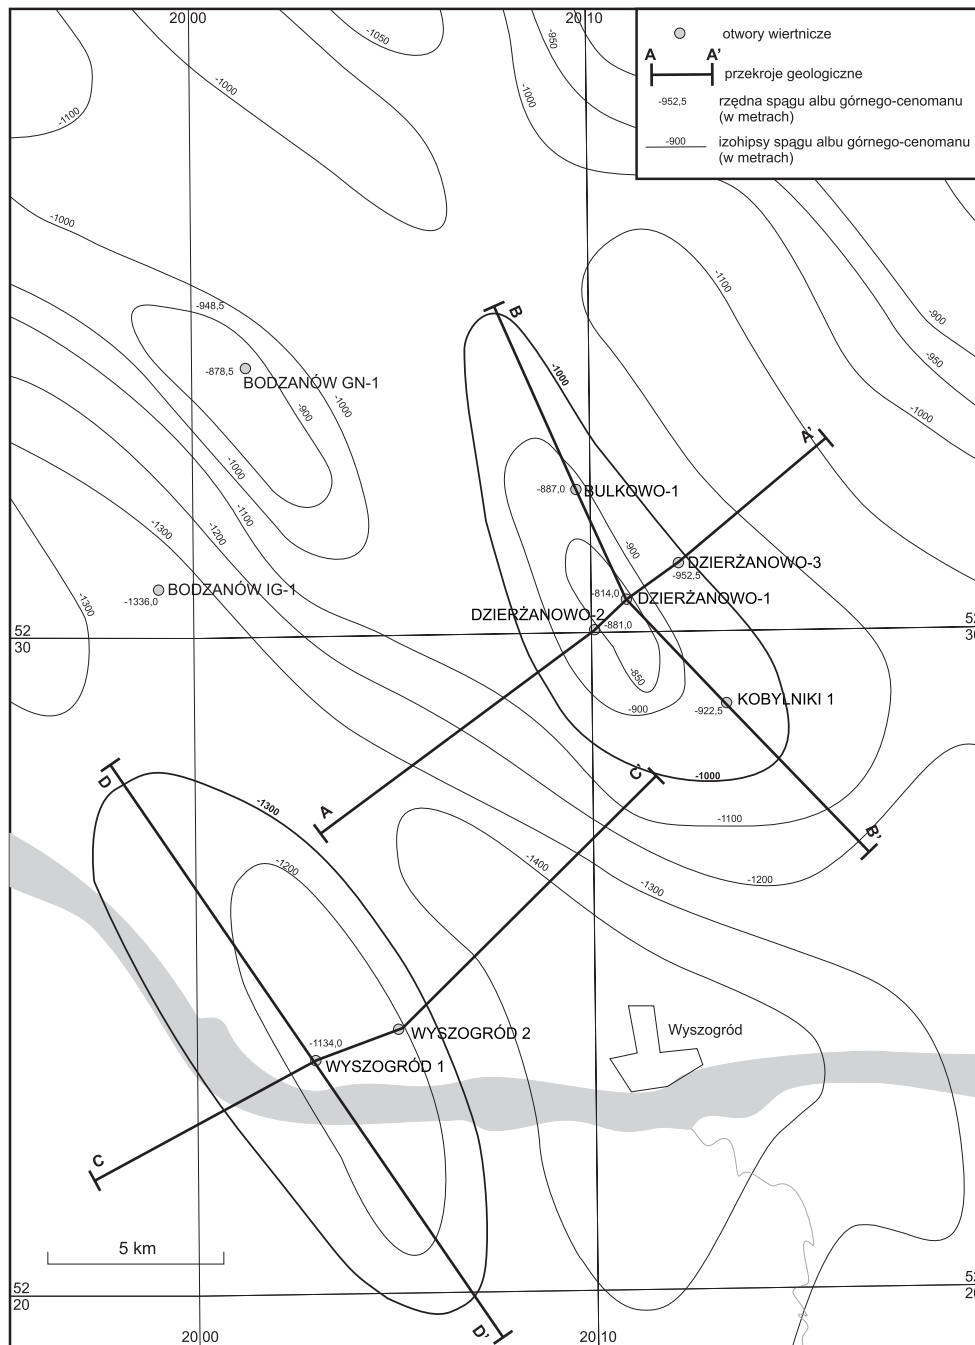 20 00
20 10
-1050
-950
-1000
-1000
-1100
otwory wiertnicze
A A'
przekroje geologiczne
-952,5 rzędna spągu albu górnego-cenomanu
(w metrach)
-900 izohipsy spągu albu górnego-cenomanu
(w metrach)
-1000
-1100
-948,5
-900
-950
B
-878,5
BODZANÓW GN-1
-1000
-1000
-900
-1000
A'
-1000
-887,0 BULKOWO-1
-1100
-1300
-1200
-900
DZIERŻANOWO-3
-952,5
BODZANÓW IG-1
-1336,0
-1300
-814,0
DZIERŻANOWO-1
DZIERŻANOWO-2
-881,0
52
30
52
30
-850
-900
-922,5
KOBYLNIKI 1
D
C'
-1000
-1300
A
-1100
B'
-1200
-1400
-1200
-1300
-1134,0
WYSZOGRÓD 2
Wyszogród
WYSZOGRÓD 1
C
5 km
52
20
52
20
20 00
D'
20 10